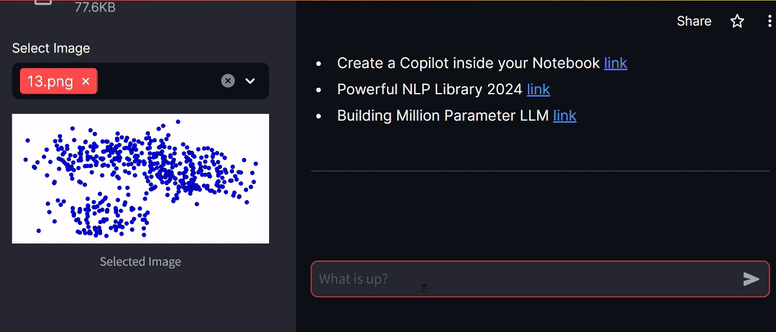 77.6KB
Select Image
13.png ×
Selected Image
Share
Create a Copilot inside your Notebook link
Powerful NLP Library 2024 link
Building Million Parameter LLM link
What is up?